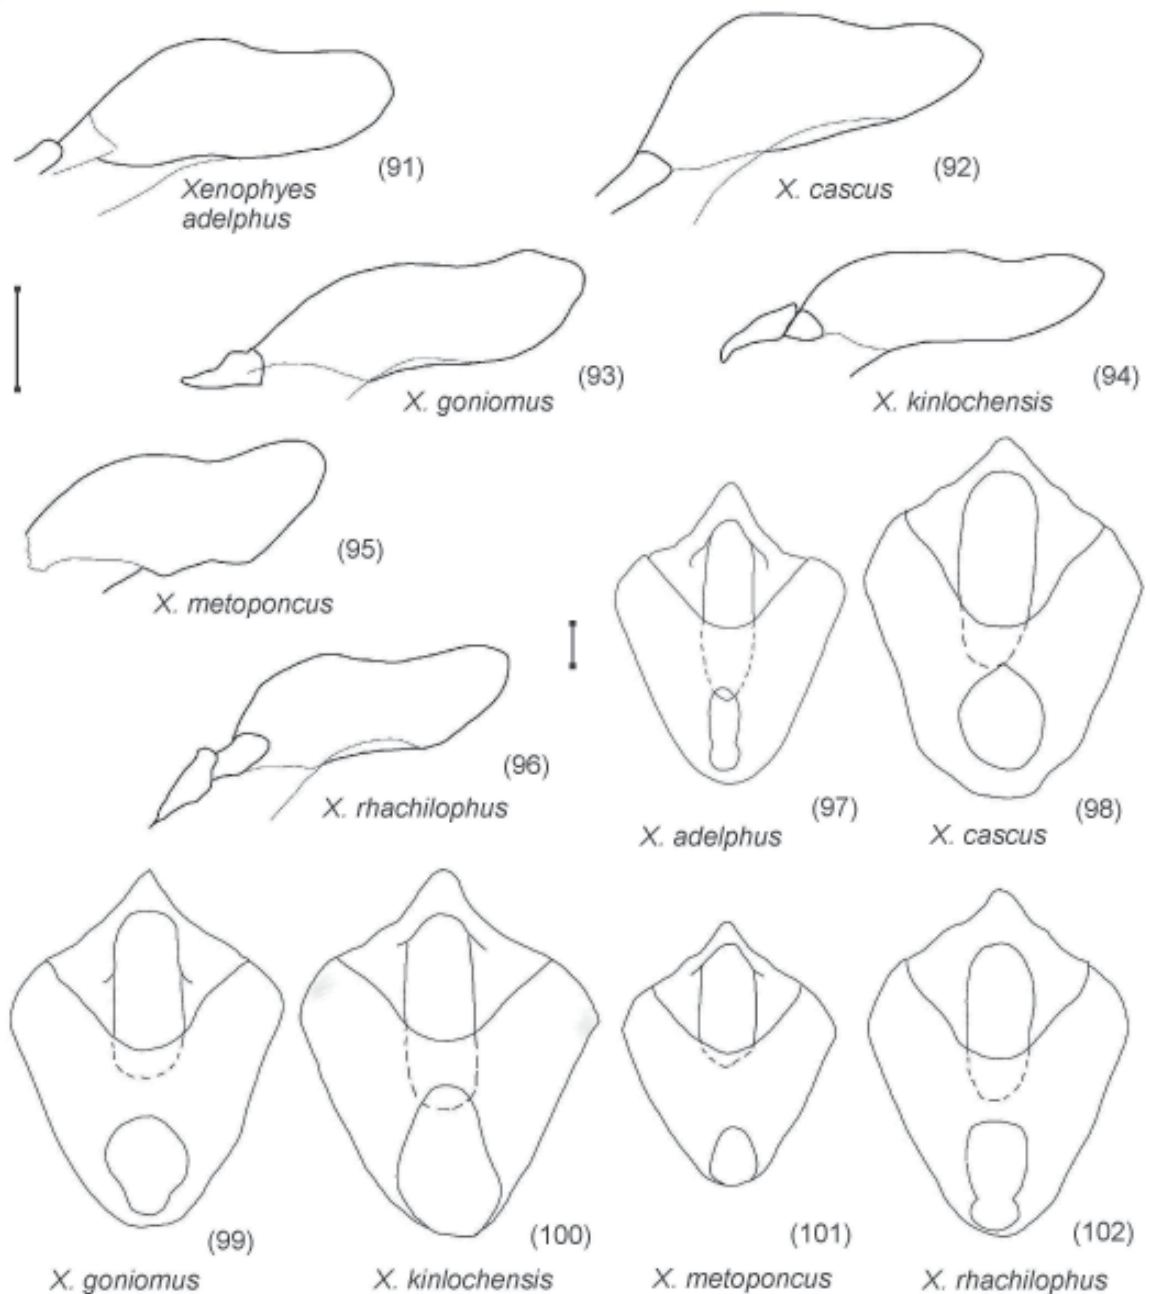 (91)
Xenophyes
adelphus
(92)
X. cascus
(93)
X. goniomus
(94)
X. kinlochensis
(95)
X. metoponcus
(96)
X. rhachilophus
(97)
X. adelphus
(98)
X. cascus
(99)
X. goniomus
(100)
X. kinlochensis
(101)
X. metoponcus
(102)
X. rhachilophus